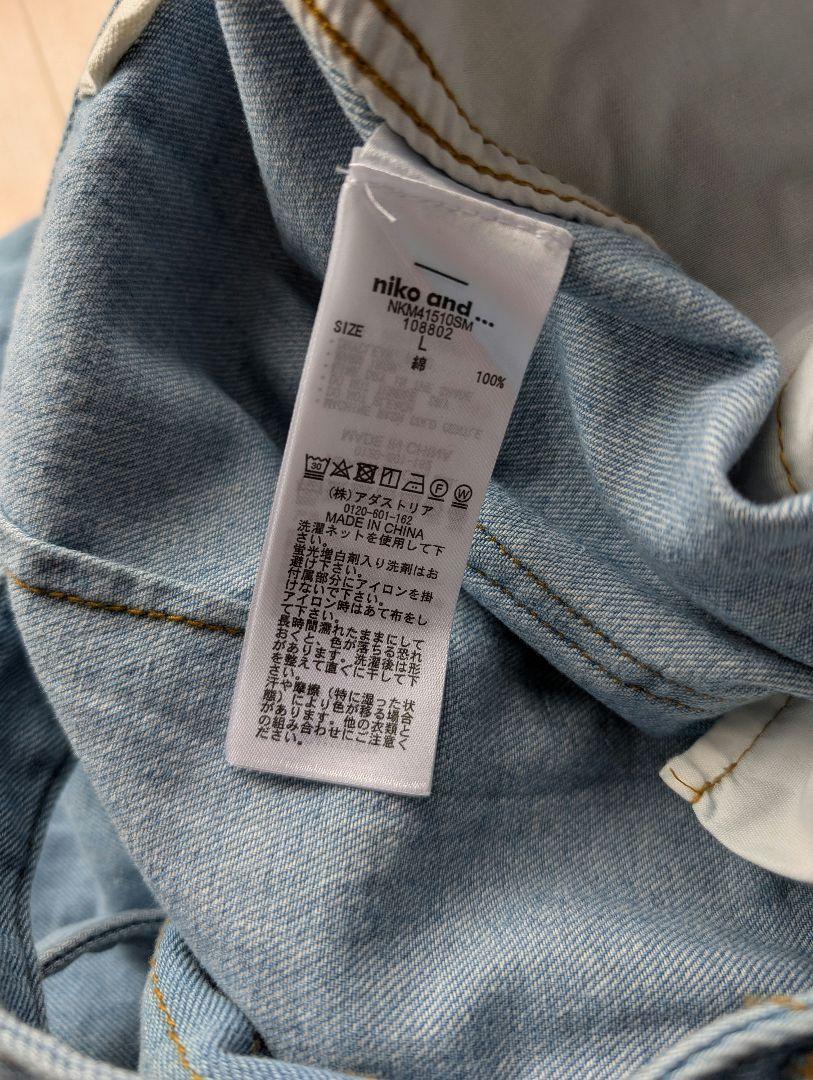 niko and ...
NKM41510SM
108802
SIZE L
綿 100%
30 F W
(株)アダストリア
0120-601-162
MADE IN CHINA
洗濯ネットを使用して下
さい。
蛍光増白剤入り洗剤はお
避け下さい。
付属部分にアイロンを掛
けないで下さい。
アイロン時はあて布をし
て下さい。
長時間濡れたままにして
おくと、色が落ちる恐れ
があります。洗濯後は形
を整えて直ぐに干して下
さい。
汗や摩擦(特に湿った状
態)により色が移る場合
があります。他の衣類と
の組み合わせにご注意く
ださい。